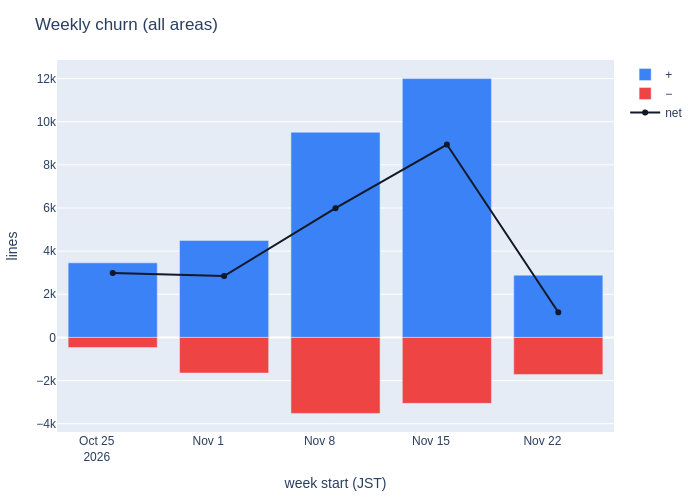 Weekly churn (all areas)
12k
10k
8k
6k
4k
2k
0
−2k
−4k
lines
Oct 25
2026
Nov 1
Nov 8
Nov 15
Nov 22
week start (JST)
+
−
net